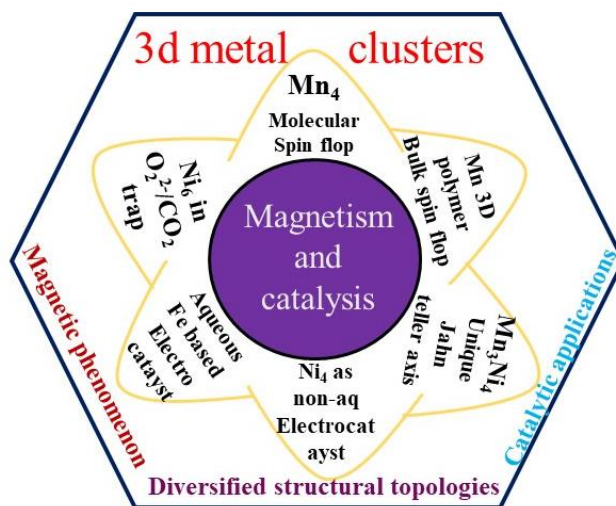 3d metal clusters
Mn₄
Molecular
Spin flop
Mn 3D
polymer
Bulk spin flop
Mn₃Ni₄
Unique
Jahn
teller axis
Ni₄ as
non-aq
Electrocat
ayst
Aqueous
Fe based
Electro
catayst
Ni₆ in
O₂²⁻/CO₂
trap
Magnetism
and
catalysis
Magnetic phenomenon
Diversified structural topologies
Catalytic applications